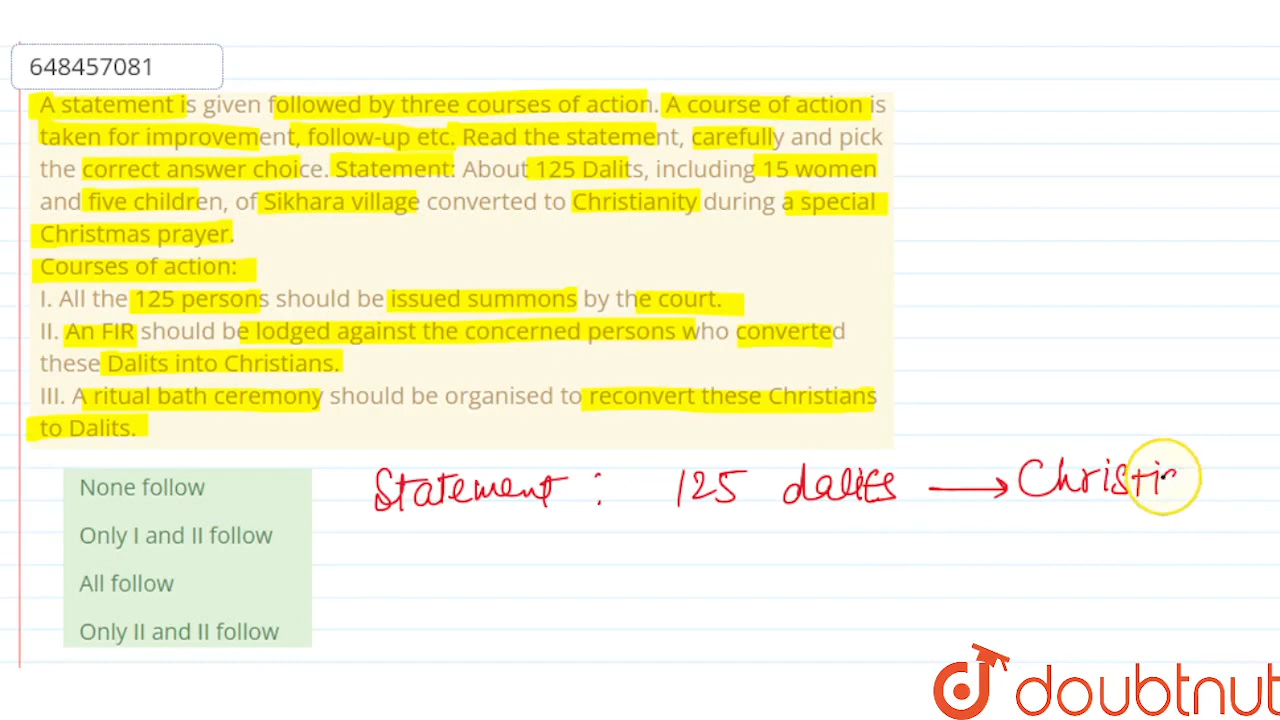 648457081
A statement is given followed by three courses of action. A course of action is
taken for improvement, follow-up etc. Read the statement, carefully and pick
the correct answer choice. Statement: About 125 Dalits, including 15 women
and five children, of Sikhara village converted to Christianity during a special
Christmas prayer.
Courses of action:
I. All the 125 persons should be issued summons by the court.
II. An FIR should be lodged against the concerned persons who converted
these Dalits into Christians.
III. A ritual bath ceremony should be organised to reconvert these Christians
to Dalits.
None follow
Only I and II follow
All follow
Only II and II follow
Statement : 125 dalits → Christi
doubtnut